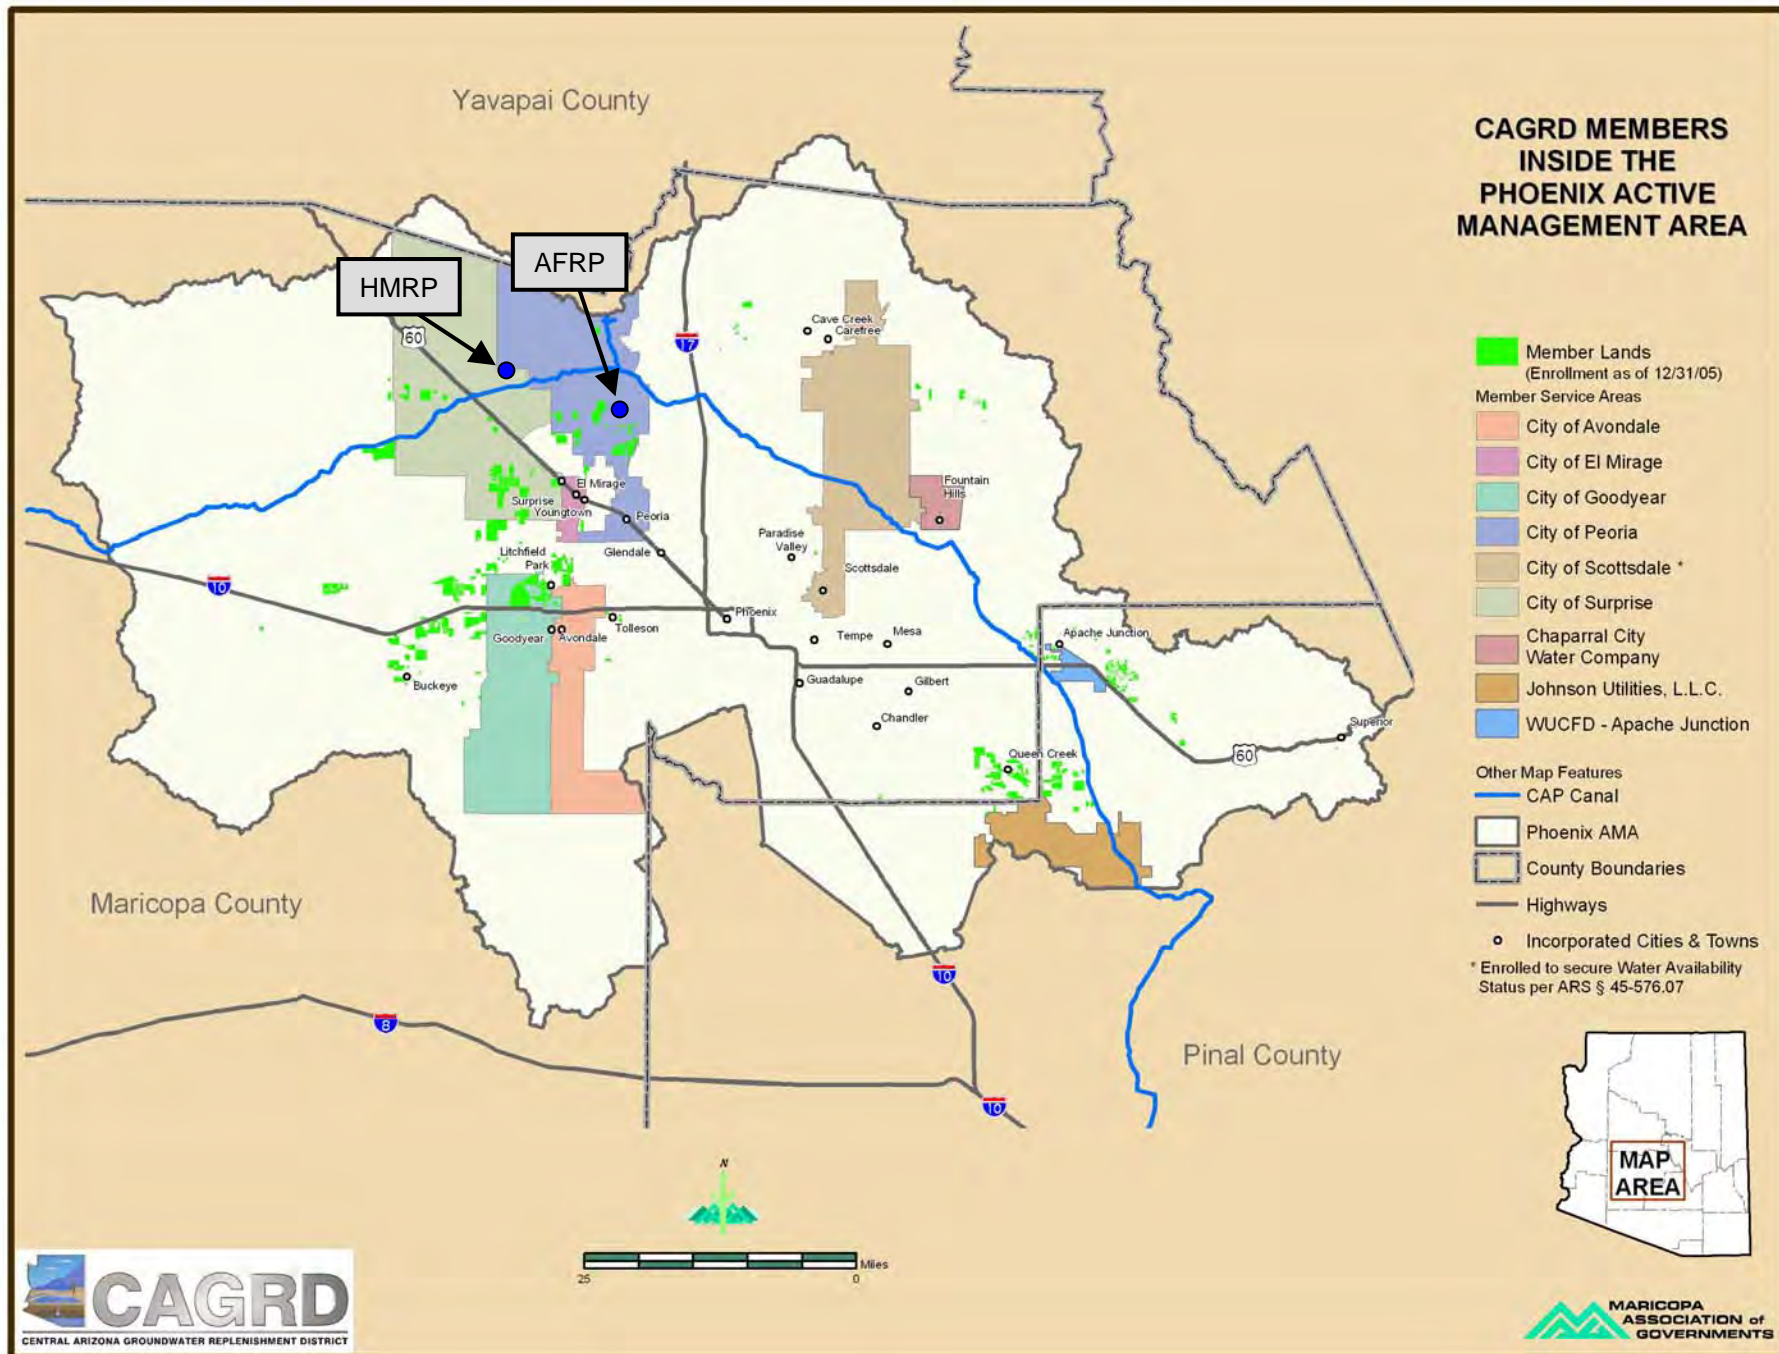 Yavapai County
CAGRD MEMBERS
INSIDE THE
PHOENIX ACTIVE
MANAGEMENT AREA
AFRP
HMRP
60
17
Cave Creek
Carefree
Member Lands
(Enrollment as of 12/31/05)
Member Service Areas
City of Avondale
City of El Mirage
City of Goodyear
City of Peoria
City of Scottsdale *
City of Surprise
Chaparral City
Water Company
Johnson Utilities, L.L.C.
WUCFD - Apache Junction
Other Map Features
CAP Canal
Phoenix AMA
County Boundaries
Highways
Incorporated Cities & Towns
* Enrolled to secure Water Availability
Status per ARS § 45-576.07
Fountain
Hills
El Mirage
Surprise
Youngtown
Peoria
Glendale
Paradise
Valley
Scottsdale
Litchfield
Park
10
Phoenix
Goodyear
Avondale
Tolleson
Tempe
Mesa
Apache Junction
Buckeye
Guadalupe
Gilbert
Chandler
Superior
Queen Creek
60
Maricopa County
10
8
Pinal County
10
MAP
AREA
N
25
0
Miles
CAGRD
CENTRAL ARIZONA GROUNDWATER REPLENISHMENT DISTRICT
MARICOPA
ASSOCIATION of
GOVERNMENTS